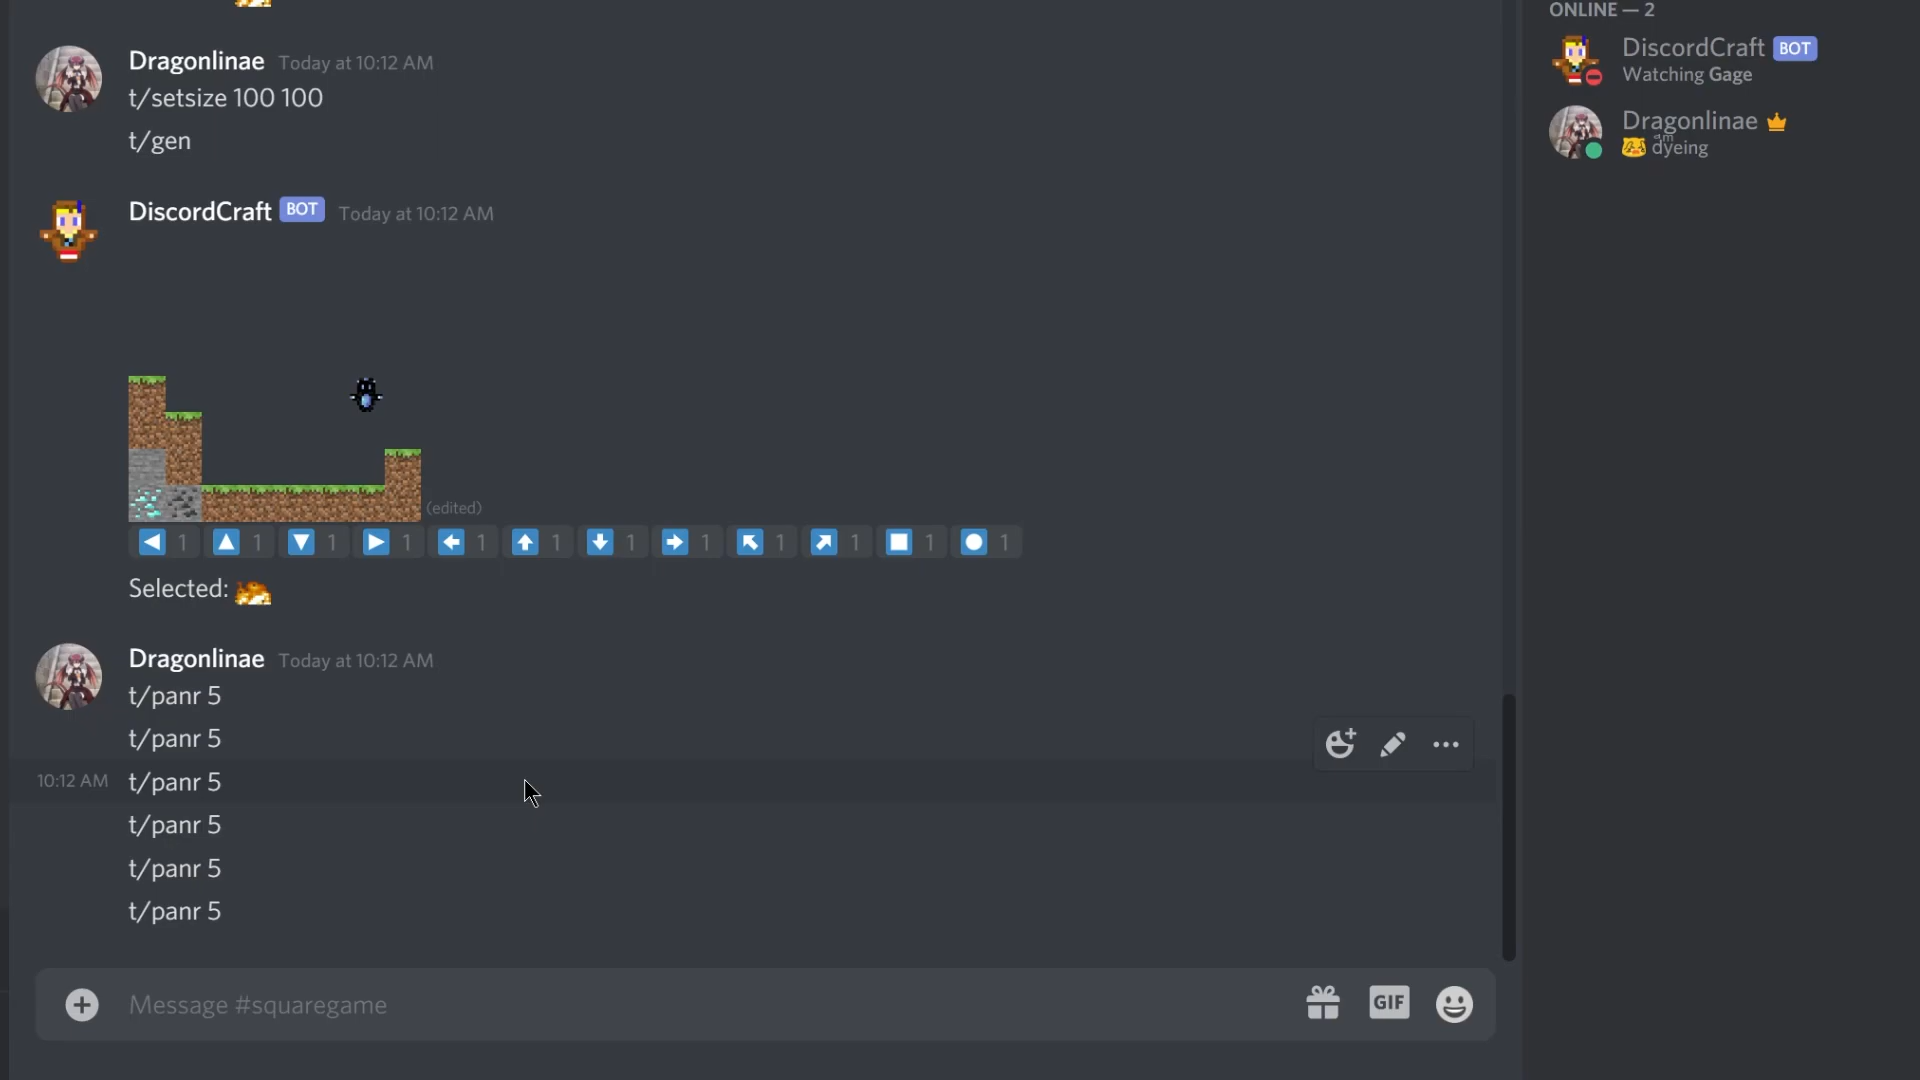 Dragonlinae Today at 10:12 AM
t/setsize 100 100
t/gen
DiscordCraft BOT Today at 10:12 AM
(edited)
1 1 1 1 1 1 1 1 1 1 1 1
Selected:
Dragonlinae Today at 10:12 AM
t/panr 5
t/panr 5
10:12 AM t/panr 5
t/panr 5
t/panr 5
t/panr 5
Message #squaregame
GIF
ONLINE — 2
DiscordCraft BOT
Watching Gage
Dragonlinae
dyeing